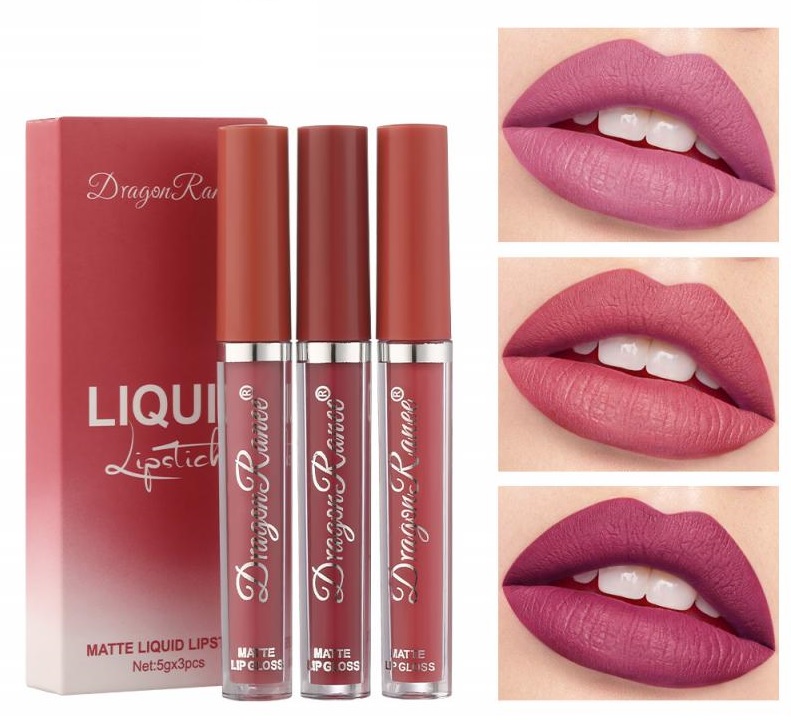 DragonRan
LIQUI
Lipstick
MATTE LIQUID LIPST
Net:5gx3pcs
DragonRanee®
MATTE
LIP GLOSS
DragonRanee®
MATTE
LIP GLOSS
DragonRanee®
MATTE
LIP GLOSS